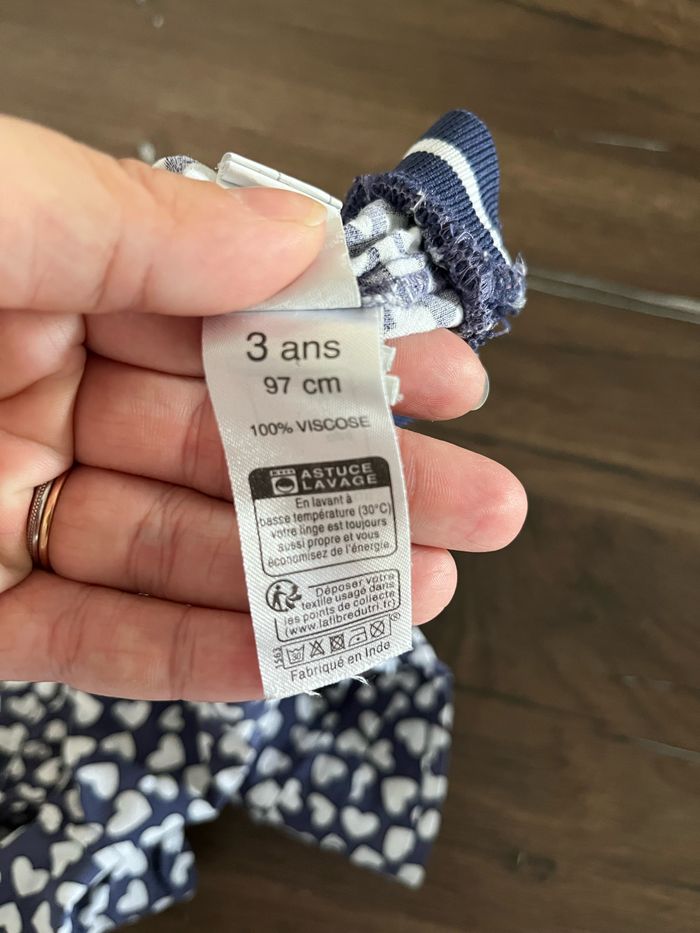 3 ans
97 cm
100% VISCOSE
ASTUCE
LAVAGE
En lavant à
basse température (30°C)
votre linge est toujours
aussi propre et vous
économisez de l'énergie.
Déposer votre
textile usagé dans
les points de collecte
(www.lafibredutri.fr)
1563
30
®
Fabriqué en Inde